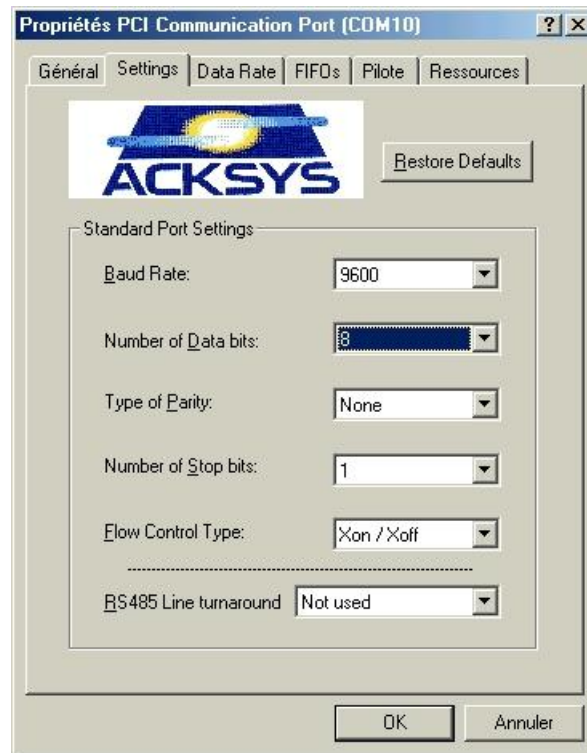 Propriétés PCI Communication Port (COM10)
Général Settings Data Rate FIFOs Pilote Ressources
ACKSYS
Restore Defaults
Standard Port Settings
Baud Rate: 9600
Number of Data bits: 8
Type of Parity: None
Number of Stop bits: 1
Flow Control Type: Xon / Xoff
RS485 Line turnaround Not used
OK Annuler